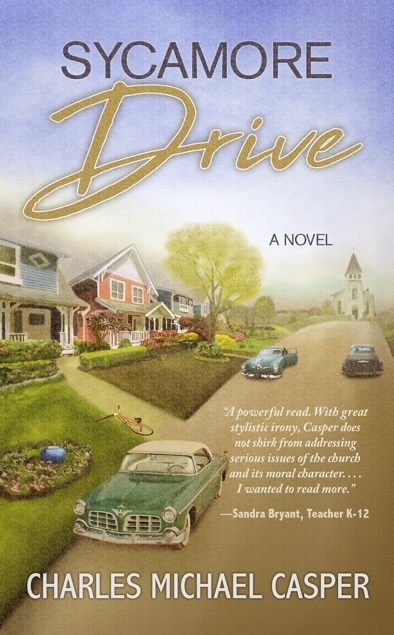 SYCAMORE
Drive
A NOVEL
“A powerful read. With great
stylistic irony, Casper does
not shirk from addressing
serious issues of the church
and its moral character. . . .
I wanted to read more.”
—Sandra Bryant, Teacher K-12
CHARLES MICHAEL CASPER